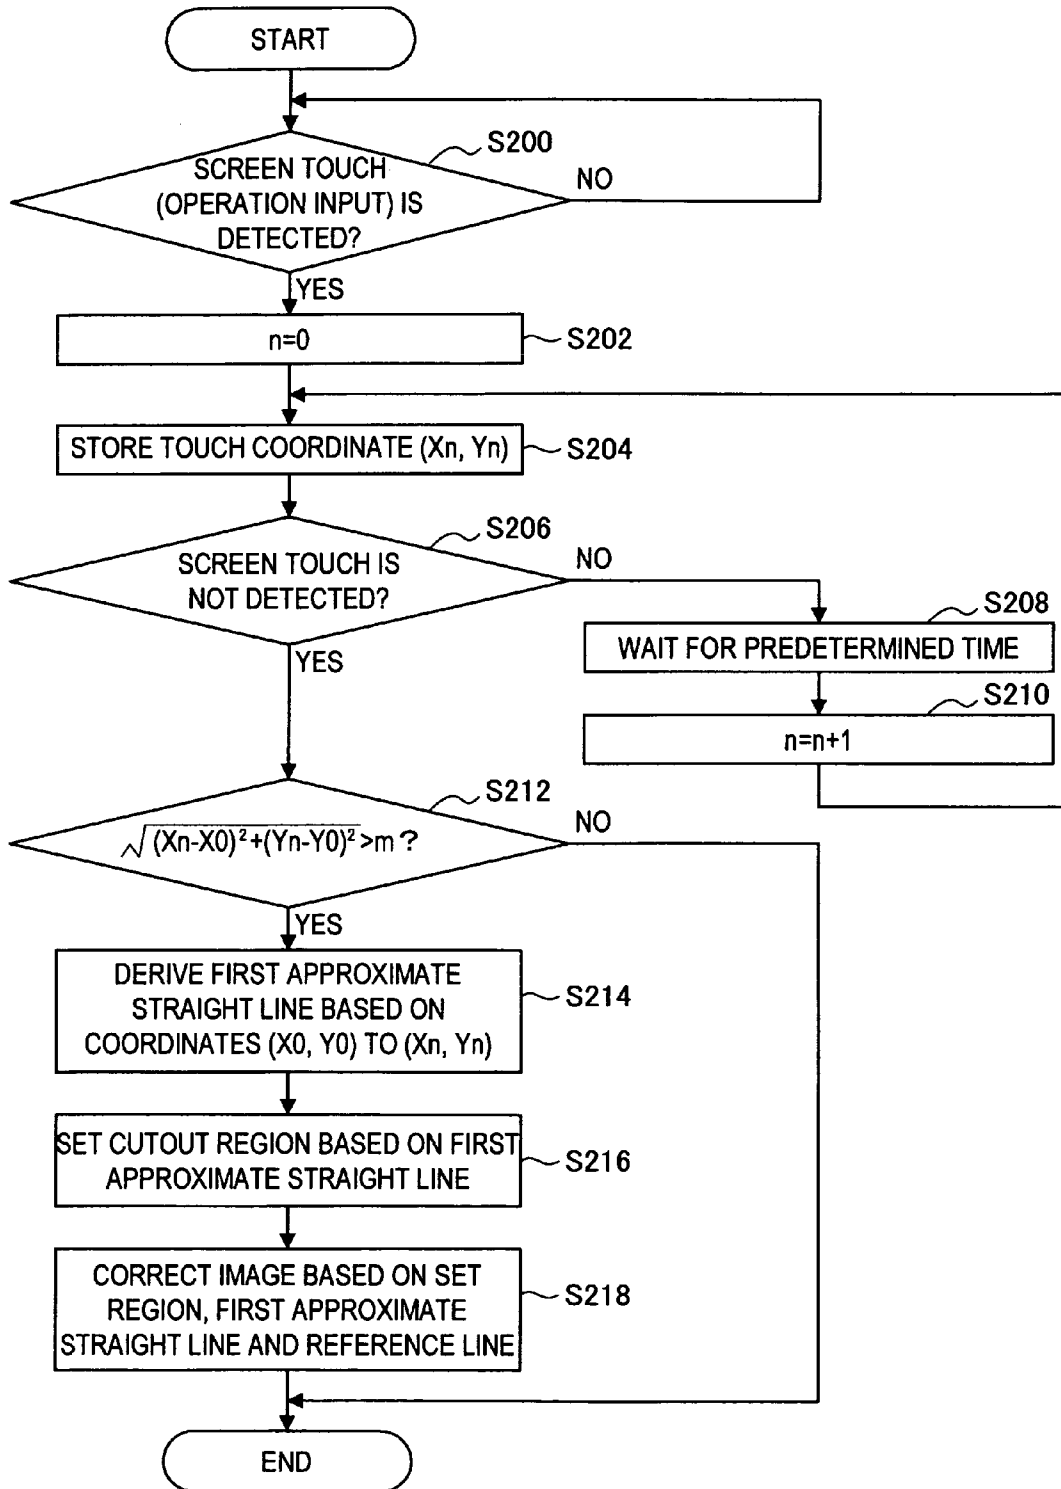 START
S200
SCREEN TOUCH
(OPERATION INPUT) IS
DETECTED?
NO
YES
n=0
S202
STORE TOUCH COORDINATE (Xn, Yn)
S204
S206
SCREEN TOUCH IS
NOT DETECTED?
NO
YES
S208
WAIT FOR PREDETERMINED TIME
S210
n=n+1
S212
√(Xn-X0)²+(Yn-Y0)² >m ?
NO
YES
DERIVE FIRST APPROXIMATE
STRAIGHT LINE BASED ON
COORDINATES (X0, Y0) TO (Xn, Yn)
S214
SET CUTOUT REGION BASED ON FIRST
APPROXIMATE STRAIGHT LINE
S216
CORRECT IMAGE BASED ON SET
REGION, FIRST APPROXIMATE
STRAIGHT LINE AND REFERENCE LINE
S218
END